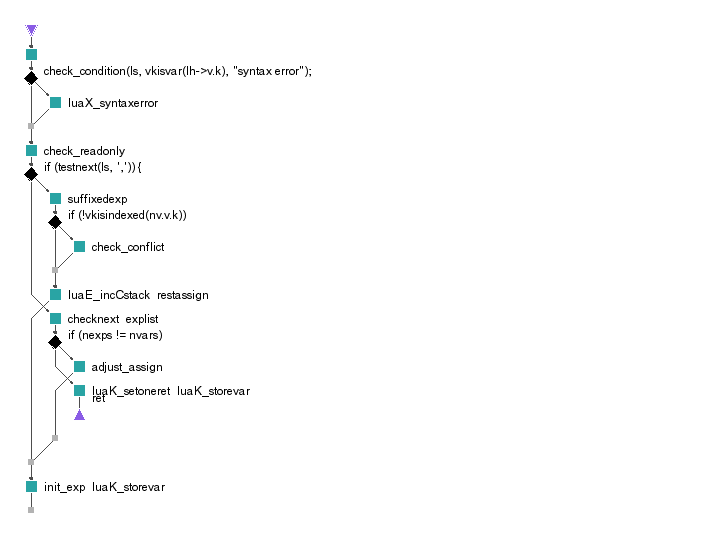 check_condition(ls, vkisvar(lh->v.k), "syntax error");
luaX_syntaxerror
check_readonly
if (testnext(ls, ',')) {
suffixedexp
if (!vkisindexed(nv.v.k))
check_conflict
luaE_incCstack  restassign
checknext  explist
if (nexps != nvars)
adjust_assign
luaK_setoneret  luaK_storevar
ret
init_exp  luaK_storevar